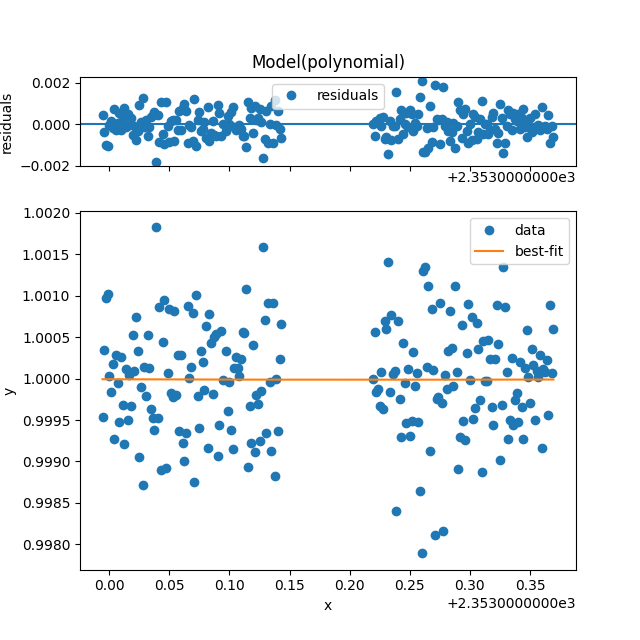 Model(polynomial)
0.002
0.000
−0.002
residuals
residuals
+2.3530000000e3
1.0020
1.0015
1.0010
1.0005
1.0000
0.9995
0.9990
0.9985
0.9980
y
data
best-fit
0.00 0.05 0.10 0.15 0.20 0.25 0.30 0.35
x
+2.3530000000e3